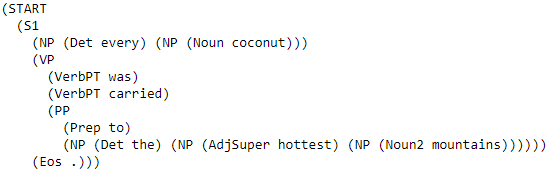 (START
(S1
(NP (Det every) (NP (Noun coconut)))
(VP
(VerbPT was)
(VerbPT carried)
(PP
(Prep to)
(NP (Det the) (NP (AdjSuper hottest) (NP (Noun2 mountains))))))
(Eos .)))